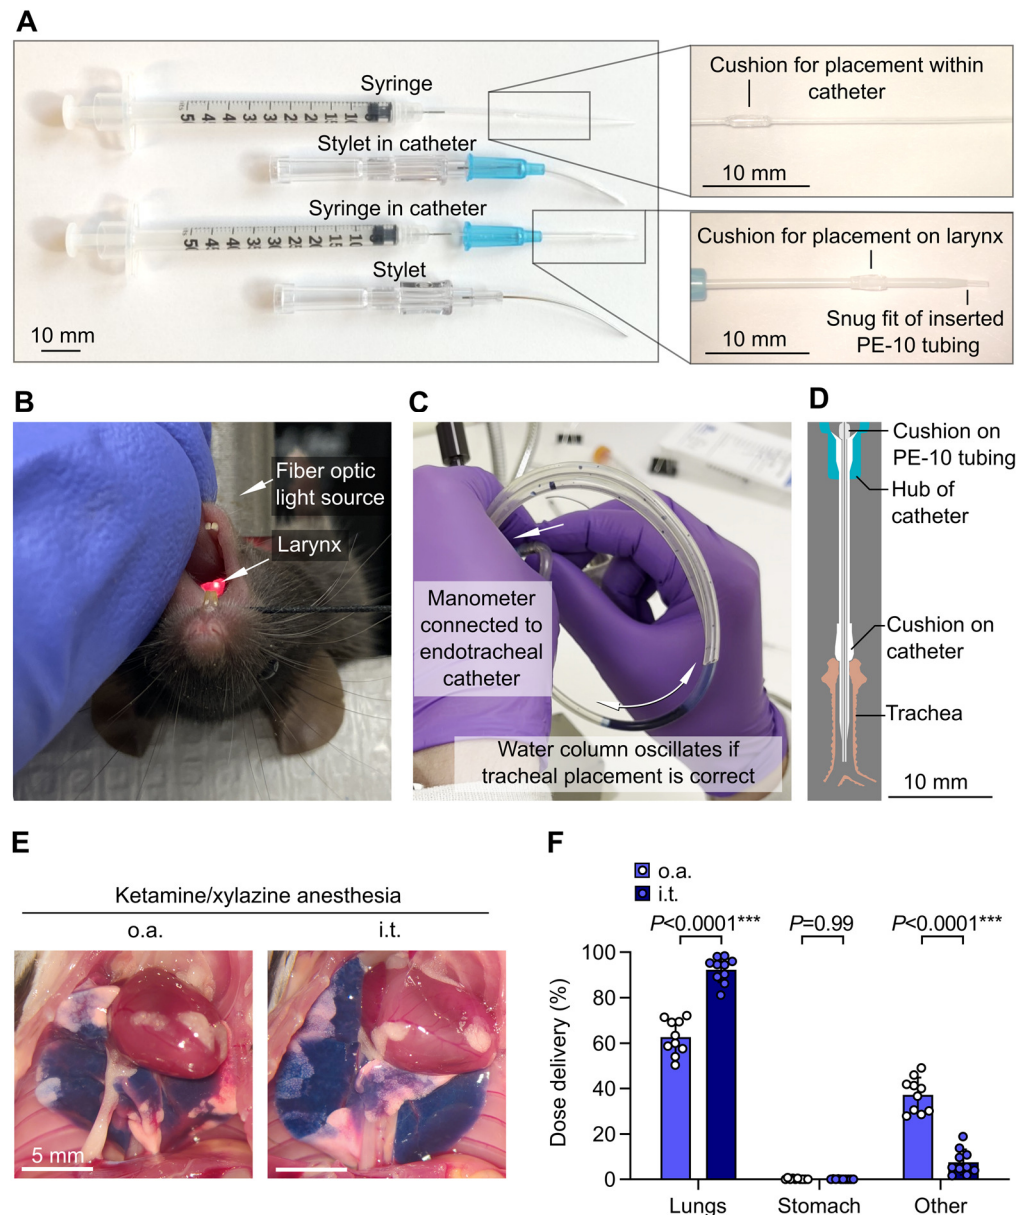 A
Syringe
Stylet in catheter
Syringe in catheter
Stylet
10 mm
Cushion for placement within
catheter
10 mm
Cushion for placement on larynx
Snug fit of inserted
PE-10 tubing
10 mm
B
Fiber optic
light source
Larynx
C
Manometer
connected to
endotracheal
catheter
Water column oscillates if
tracheal placement is correct
D
Cushion on
PE-10 tubing
Hub of
catheter
Cushion on
catheter
Trachea
10 mm
E
Ketamine/xylazine anesthesia
o.a.
i.t.
5 mm
F
o.a.
i.t.
P<0.0001***
P=0.99
P<0.0001***
Dose delivery (%)
100
80
60
40
20
0
Lungs
Stomach
Other